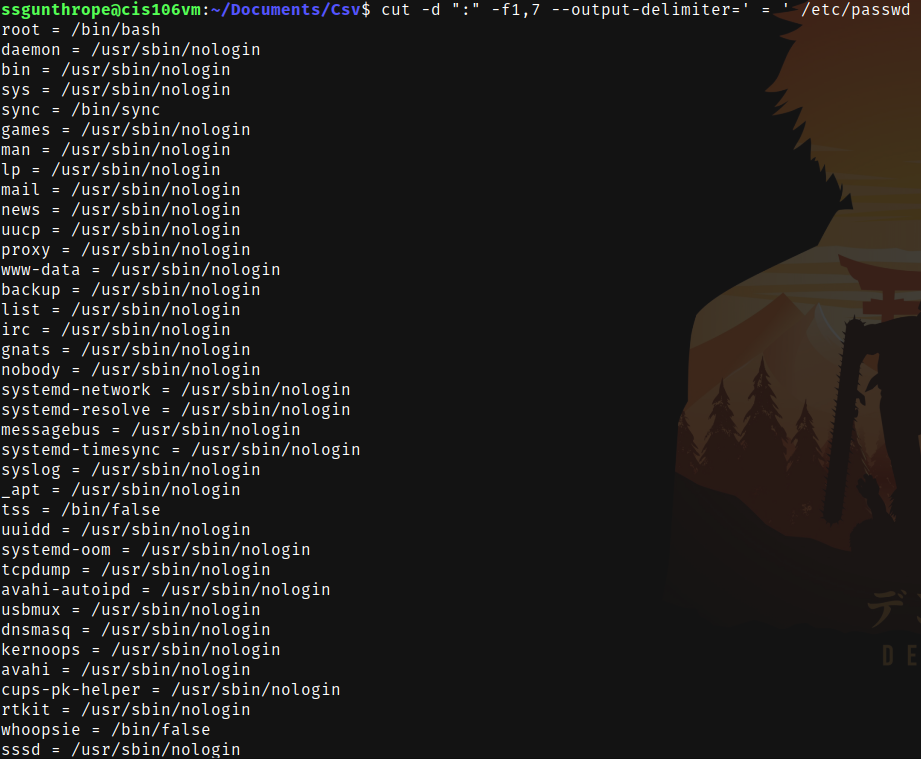 ssgunthrope@cis106vm:~/Documents/Csv$ cut -d ":" -f1,7 --output-delimiter=' = ' /etc/passwd
root = /bin/bash
daemon = /usr/sbin/nologin
bin = /usr/sbin/nologin
sys = /usr/sbin/nologin
sync = /bin/sync
games = /usr/sbin/nologin
man = /usr/sbin/nologin
lp = /usr/sbin/nologin
mail = /usr/sbin/nologin
news = /usr/sbin/nologin
uucp = /usr/sbin/nologin
proxy = /usr/sbin/nologin
www-data = /usr/sbin/nologin
backup = /usr/sbin/nologin
list = /usr/sbin/nologin
irc = /usr/sbin/nologin
gnats = /usr/sbin/nologin
nobody = /usr/sbin/nologin
systemd-network = /usr/sbin/nologin
systemd-resolve = /usr/sbin/nologin
messagebus = /usr/sbin/nologin
systemd-timesync = /usr/sbin/nologin
syslog = /usr/sbin/nologin
_apt = /usr/sbin/nologin
tss = /bin/false
uuidd = /usr/sbin/nologin
systemd-oom = /usr/sbin/nologin
tcpdump = /usr/sbin/nologin
avahi-autoipd = /usr/sbin/nologin
usbmux = /usr/sbin/nologin
dnsmasq = /usr/sbin/nologin
kernoops = /usr/sbin/nologin
avahi = /usr/sbin/nologin
cups-pk-helper = /usr/sbin/nologin
rtkit = /usr/sbin/nologin
whoopsie = /bin/false
sssd = /usr/sbin/nologin
デ
DE